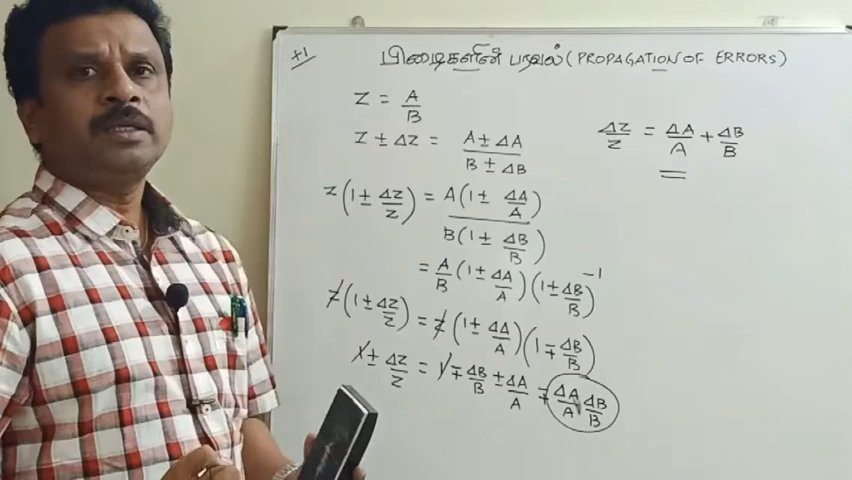 +1
பிழைகளின் பரவல் (PROPAGATION OF ERRORS)
Z = A/B
Z ± ΔZ = (A ± ΔA)/(B ± ΔB)
ΔZ/Z = ΔA/A + ΔB/B
Z(1 ± ΔZ/Z) = A(1 ± ΔA/A)/B(1 ± ΔB/B)
= A/B (1 ± ΔA/A)(1 ± ΔB/B)⁻¹
Z(1 ± ΔZ/Z) = Z(1 ± ΔA/A)(1 ∓ ΔB/B)
1 ± ΔZ/Z = 1 ∓ ΔB/B ± ΔA/A ∓ ΔA/A ΔB/B